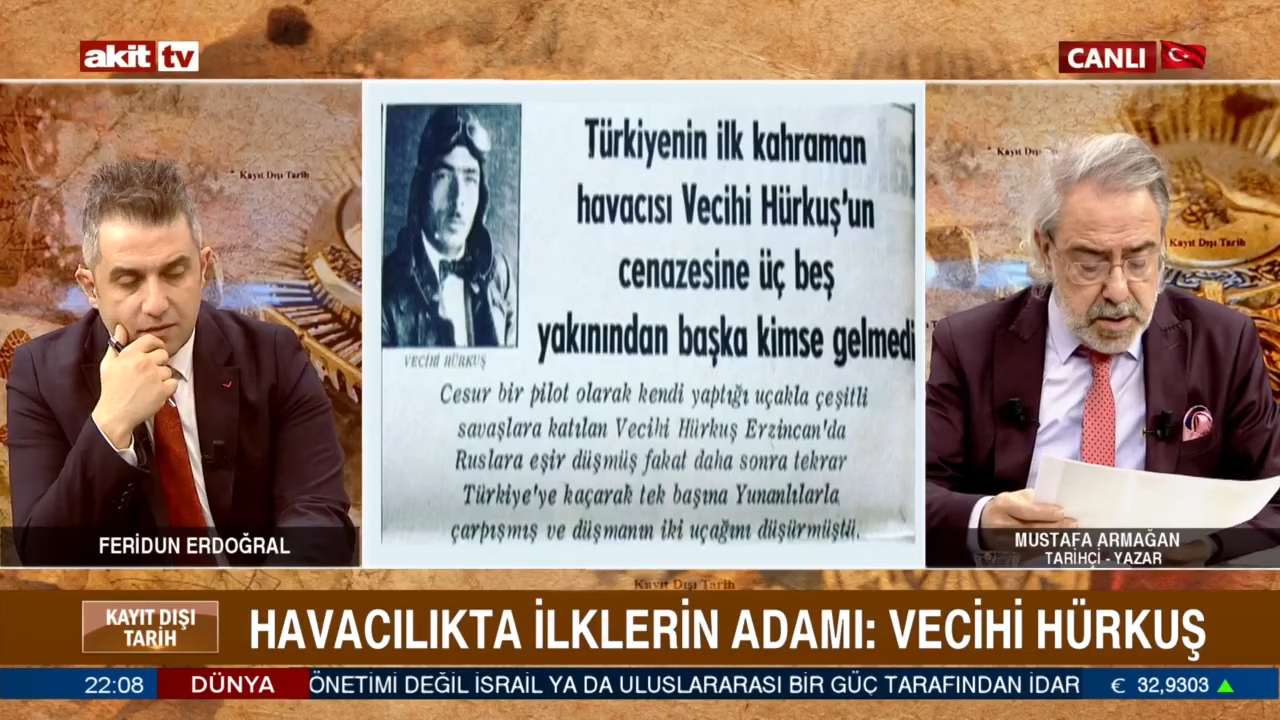 akit tv
CANLI
Kayıt Dışı Tarih
Kayıt Dışı
Kayıt Dışı Tarih
Türkiyenin ilk kahraman
havacısı Vecihi Hürkuş'un
cenazesine üç beş
yakınından başka kimse gelmedi
VECİHİ HÜRKUŞ
Cesur bir pilot olarak kendi yaptığı uçakla çeşitli
savaşlara katılan Vecihi Hürkuş Erzincan'da
Ruslara eşir düşmüş fakat daha sonra tekrar
Türkiye'ye kaçarak tek başına Yunanlılarla
çarpışmış ve düşmanın iki uçağını düşürmüştü.
FERİDUN ERDOĞRAL
MUSTAFA ARMAĞAN
TARİHÇİ - YAZAR
Kayıt Dışı Tarih
KAYIT DIŞI
TARİH
HAVACILIKTA İLKLERİN ADAMI: VECİHİ HÜRKUŞ
22:08 DÜNYA ÖNETİMİ DEĞİL İSRAİL YA DA ULUSLARARASI BİR GÜÇ TARAFINDAN İDAR € 32,9303